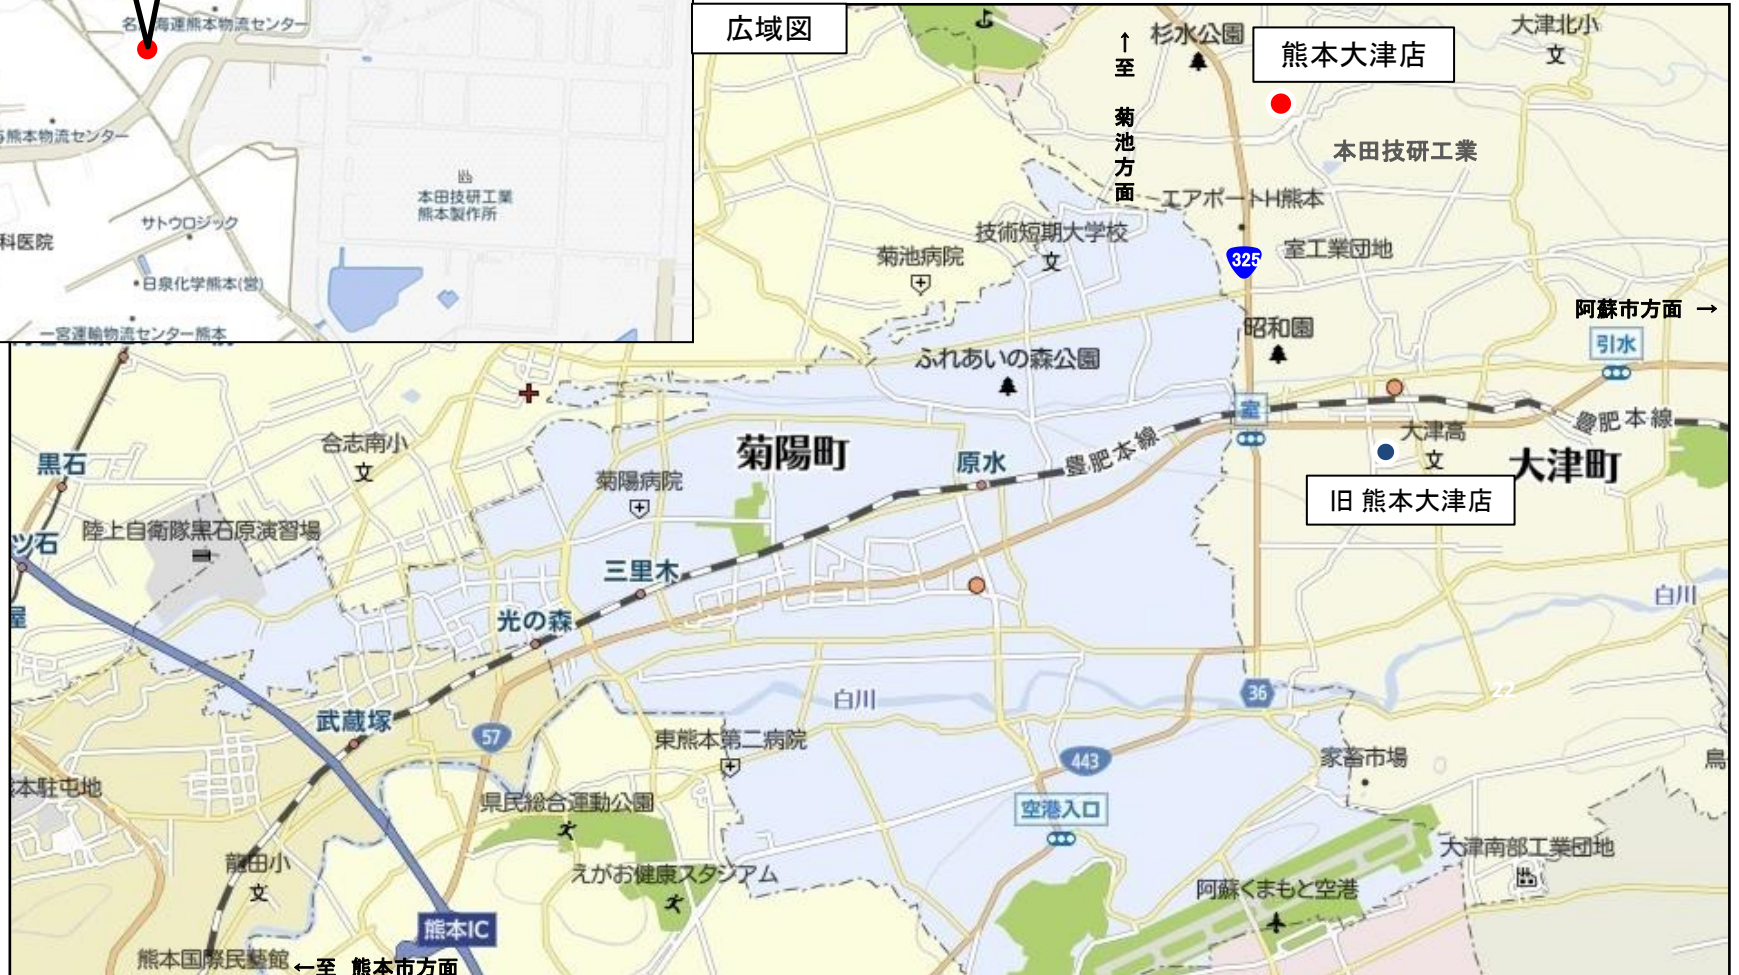 広域図
熊本大津店
名
海運熊本物流センター
熊本物流センター
本田技研工業
熊本製作所
サトウロジック
科医院
日泉化学熊本(営)
一宮運輸物流センター熊本
←至 菊池方面
杉水公園
大津北小
文
本田技研工業
エアポートH熊本
技術短期大学校
文
菊池病院
325
室工業団地
阿蘇市方面 →
昭和園
引水
ふれあいの森公園
室
豊肥本線
大津高
文
大津町
旧 熊本大津店
合志南小
文
黒石
菊陽町
原水
豊肥本線
菊陽病院
陸上自衛隊黒石原演習場
ツ石
三里木
屋
光の森
白川
武蔵塚
57
白川
36
22
東熊本第二病院
443
家畜市場
鳥
本駐屯地
県民総合運動公園
空港入口
龍田小
文
えがお健康スタジアム
大津南部工業団地
阿蘇くまもと空港
熊本IC
熊本国際民藝館
←至 熊本市方面